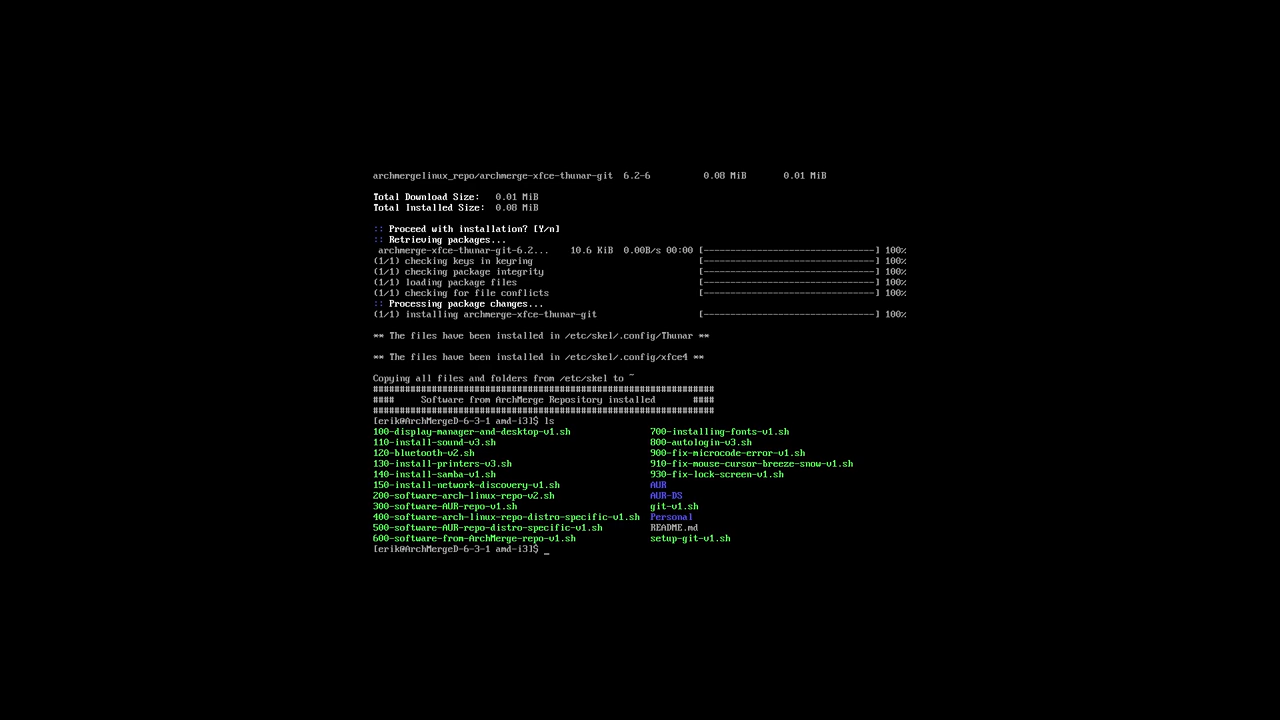 archmergelinux_repo/archmerge-xfce-thunar-git  6.2-6          0.08 MiB       0.01 MiB
Total Download Size:   0.01 MiB
Total Installed Size:  0.08 MiB
:: Proceed with installation? [Y/n]
:: Retrieving packages...
 archmerge-xfce-thunar-git-6.2...    10.6 KiB  0.00B/s 00:00 [--------------------------------] 100%
(1/1) checking keys in keyring                               [--------------------------------] 100%
(1/1) checking package integrity                             [--------------------------------] 100%
(1/1) loading package files                                  [--------------------------------] 100%
(1/1) checking for file conflicts                            [--------------------------------] 100%
:: Processing package changes...
(1/1) installing archmerge-xfce-thunar-git                   [--------------------------------] 100%
** The files have been installed in /etc/skel/.config/Thunar **
** The files have been installed in /etc/skel/.config/xfce4 **
Copying all files and folders from /etc/skel to ~
################################################################
####     Software from ArchMerge Repository installed       ####
################################################################
[erik@ArchMergeD-6-3-1 amd-i3]$ ls
100-display-manager-and-desktop-v1.sh               700-installing-fonts-v1.sh
110-install-sound-v3.sh                             800-autologin-v3.sh
120-bluetooth-v2.sh                                 900-fix-microcode-error-v1.sh
130-install-printers-v3.sh                          910-fix-mouse-cursor-breeze-snow-v1.sh
140-install-samba-v1.sh                             930-fix-lock-screen-v1.sh
150-install-network-discovery-v1.sh                 AUR
200-software-arch-linux-repo-v2.sh                  AUR-DS
300-software-AUR-repo-v1.sh                         git-v1.sh
400-software-arch-linux-repo-distro-specific-v1.sh  Personal
500-software-AUR-repo-distro-specific-v1.sh         README.md
600-software-from-ArchMerge-repo-v1.sh              setup-git-v1.sh
[erik@ArchMergeD-6-3-1 amd-i3]$ _